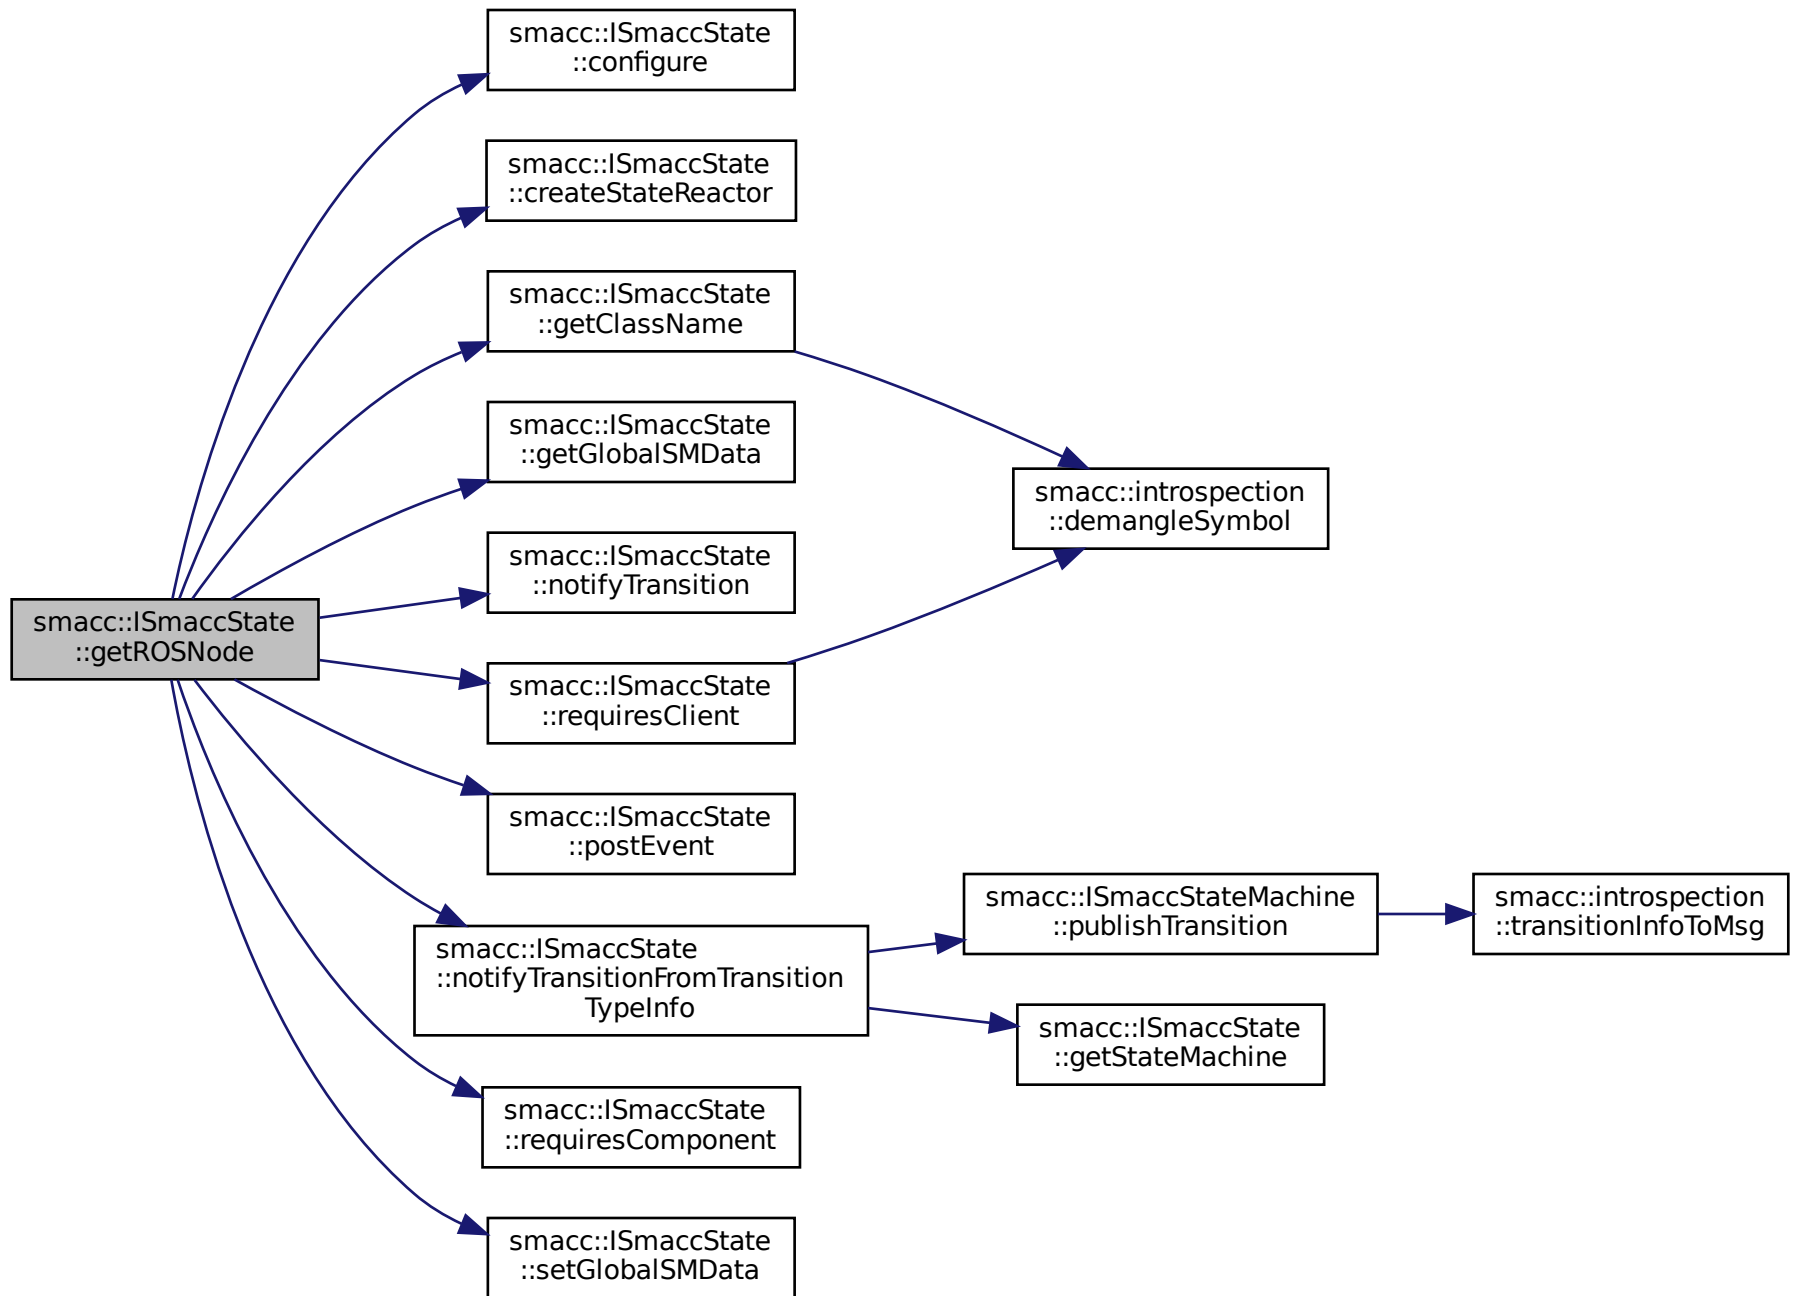 smacc::ISmaccState
::configure
smacc::ISmaccState
::createStateReactor
smacc::ISmaccState
::getClassName
smacc::ISmaccState
::getGlobalSMData
smacc::introspection
::demangleSymbol
smacc::ISmaccState
::notifyTransition
smacc::ISmaccState
::getROSNode
smacc::ISmaccState
::requiresClient
smacc::ISmaccState
::postEvent
smacc::ISmaccState
::notifyTransitionFromTransition
TypeInfo
smacc::ISmaccStateMachine
::publishTransition
smacc::introspection
::transitionInfoToMsg
smacc::ISmaccState
::getStateMachine
smacc::ISmaccState
::requiresComponent
smacc::ISmaccState
::setGlobalSMData